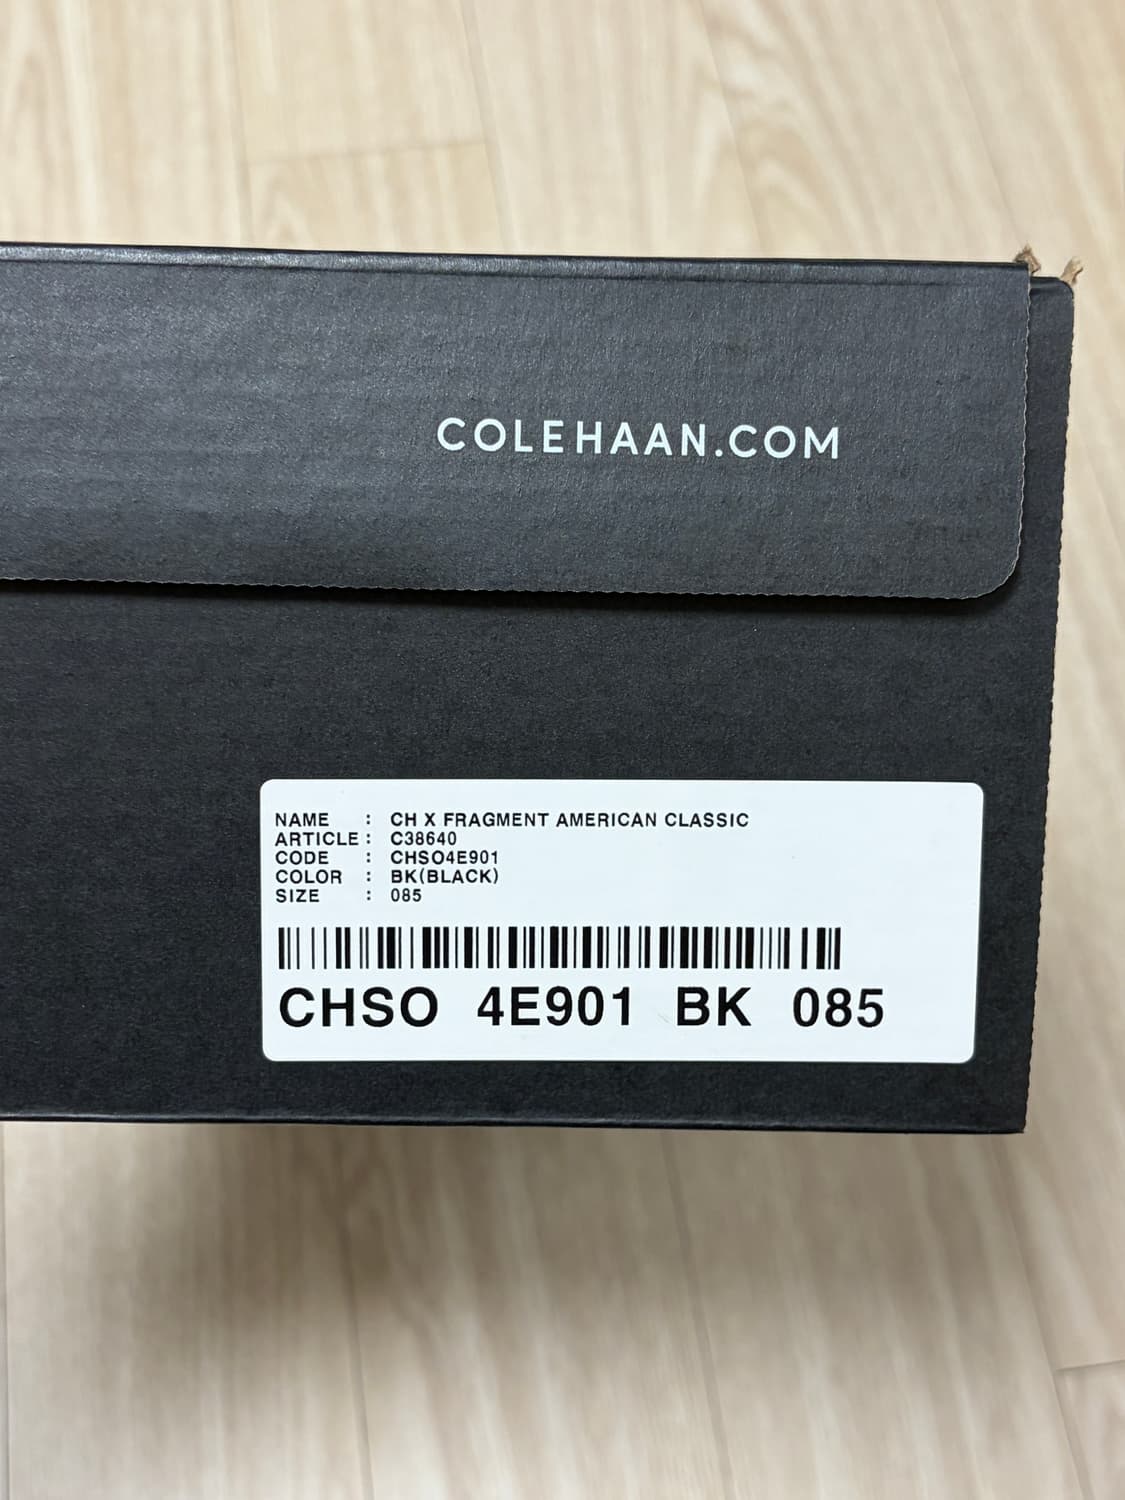 COLEHAAN.COM
NAME : CH X FRAGMENT AMERICAN CLASSIC
ARTICLE : C38640
CODE : CHSO4E901
COLOR : BK(BLACK)
SIZE : 085
CHSO 4E901 BK 085